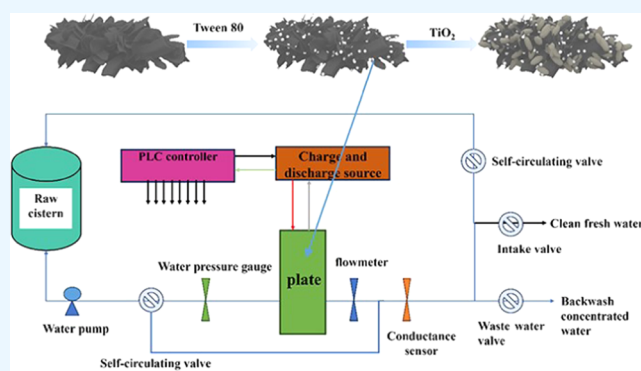 Tween 80
TiO2
PLC controller
Charge and
discharge source
Self-circulating valve
Raw
cistern
Clean fresh water
Intake valve
Water pressure gauge
plate
flowmeter
Water pump
Conductance
sensor
Waste water
valve
Backwash
concentrated
water
Self-circulating valve